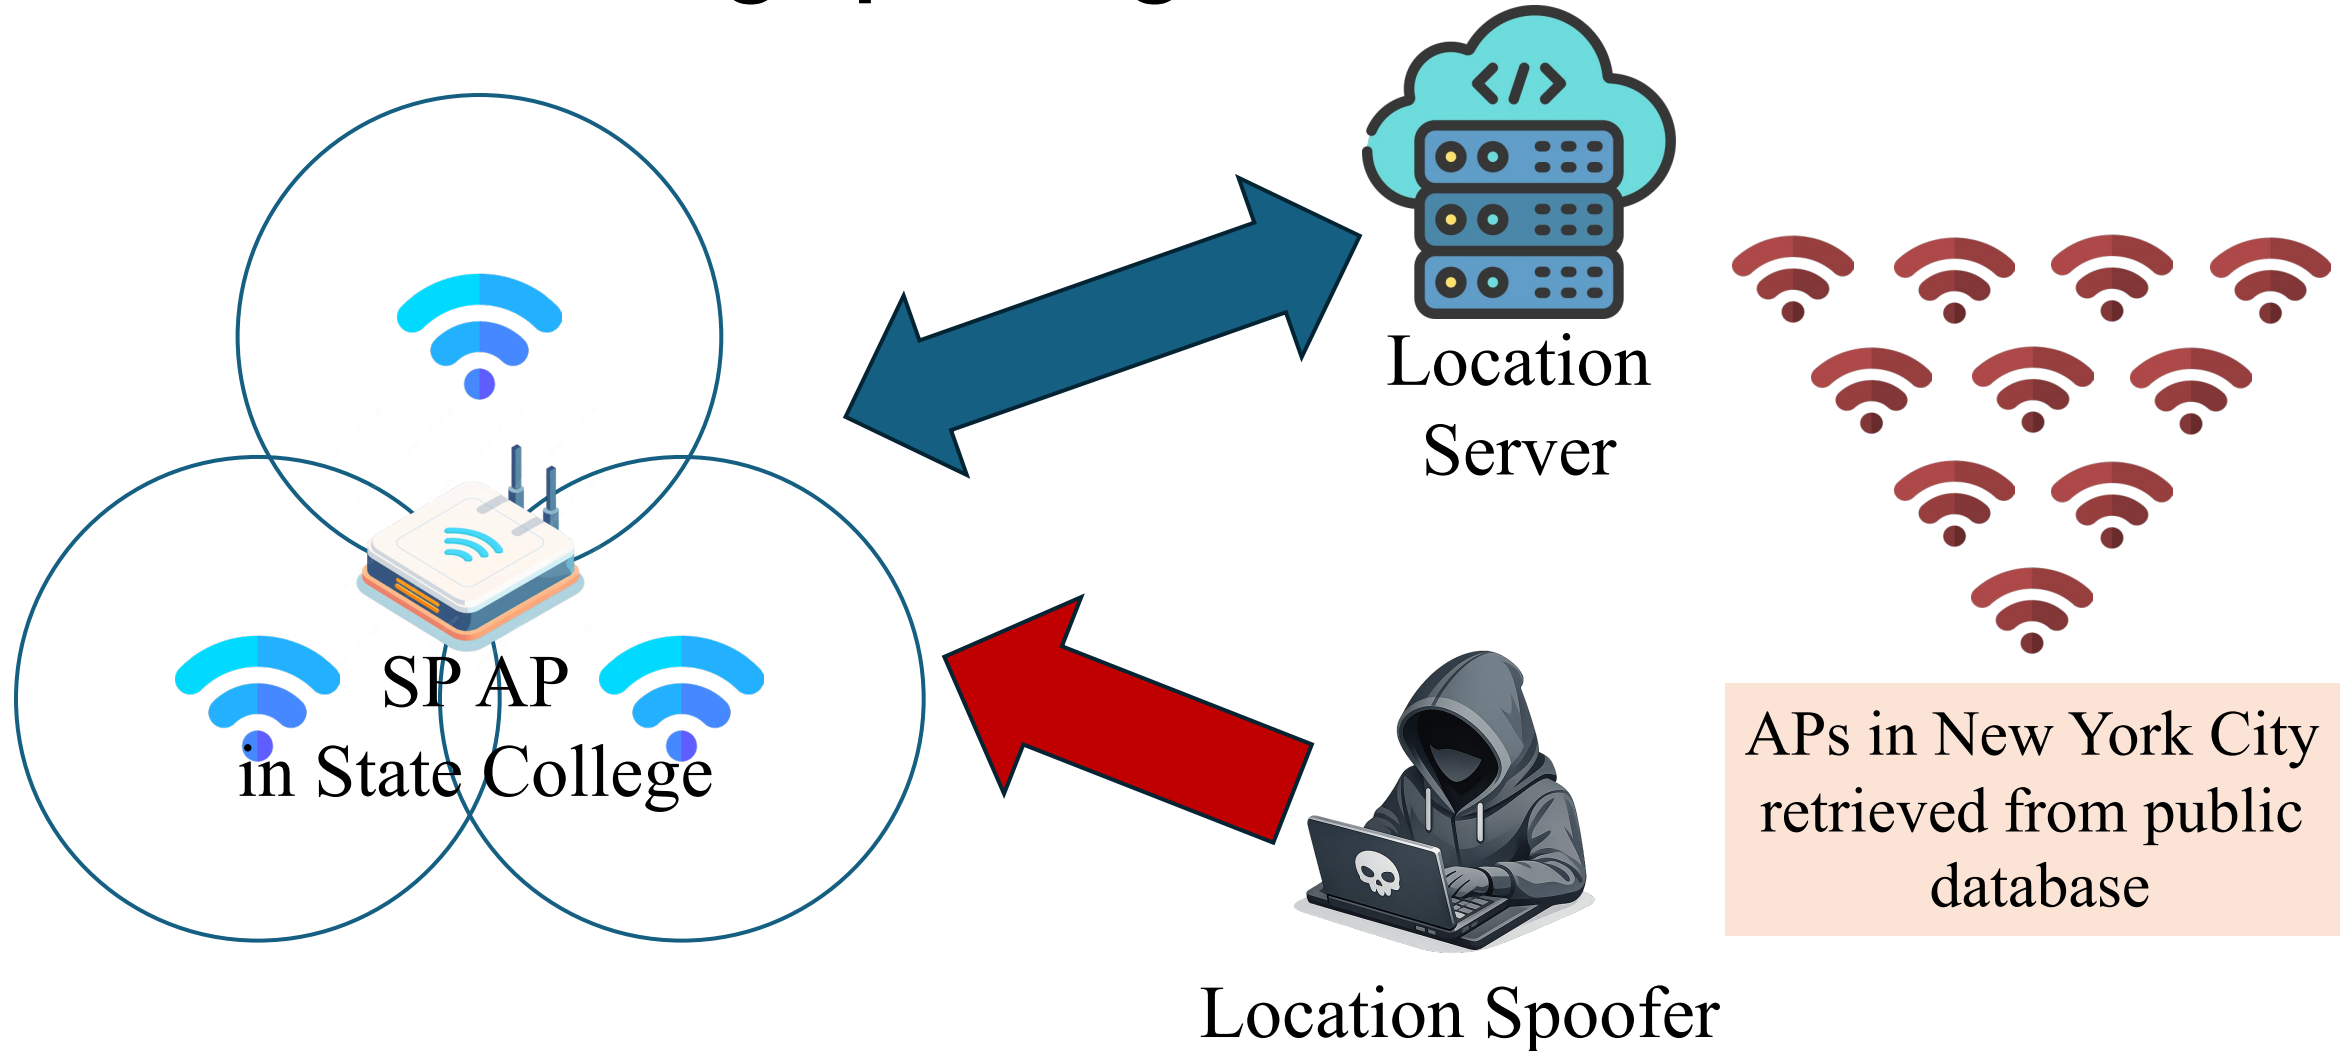 Location
Server
SP AP
in State College
APs in New York City
retrieved from public
database
Location Spoofer